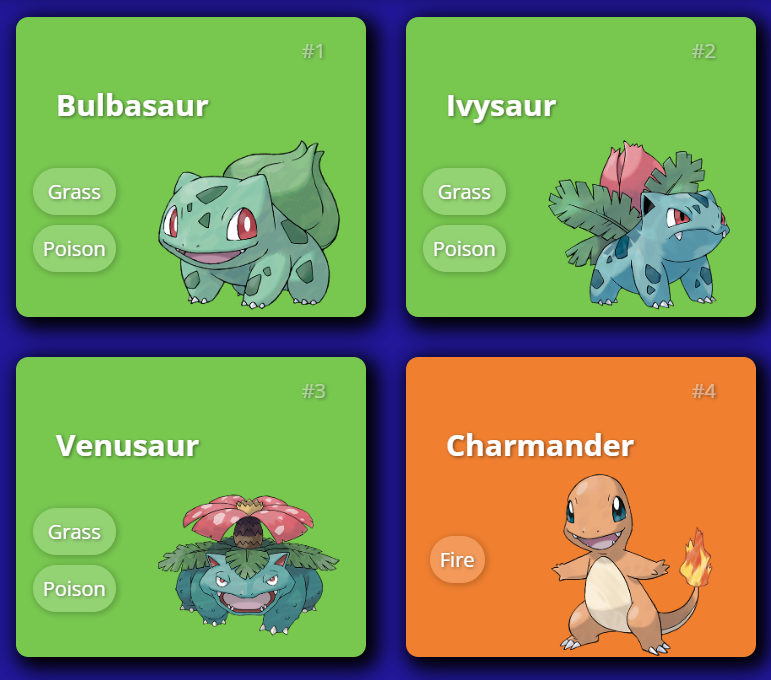 #1
Bulbasaur
Grass
Poison
#2
Ivysaur
Grass
Poison
#3
Venusaur
Grass
Poison
#4
Charmander
Fire